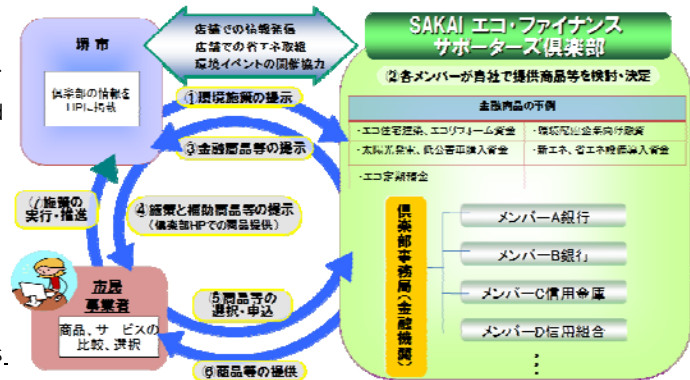 堺市
倶楽部の情報を
HPに掲載
店舗での情報発信
店舗での省エネ取組
環境イベントの開催協力
SAKAI エコ・ファイナンス
サポーターズ倶楽部
②各メンバーが自社で提供商品等を検討・決定
金融商品の事例
・エコ住宅建築、エコリフォーム資金
・環境配慮企業向け融資
・太陽光発電、低公害車購入資金
・新エネ、省エネ設備導入資金
・エコ定期預金
①環境施策の提示
③金融商品等の提示
④施策と補助商品等の提示
(倶楽部HPでの商品提供)
⑦施策の
実行・推進
市民
事業者
商品、サービスの
比較、選択
⑤商品等の
選択・申込
⑥商品等の提供
倶楽部事務局(金融機関)
メンバーA銀行
メンバーB銀行
メンバーC信用金庫
メンバーD信用組合